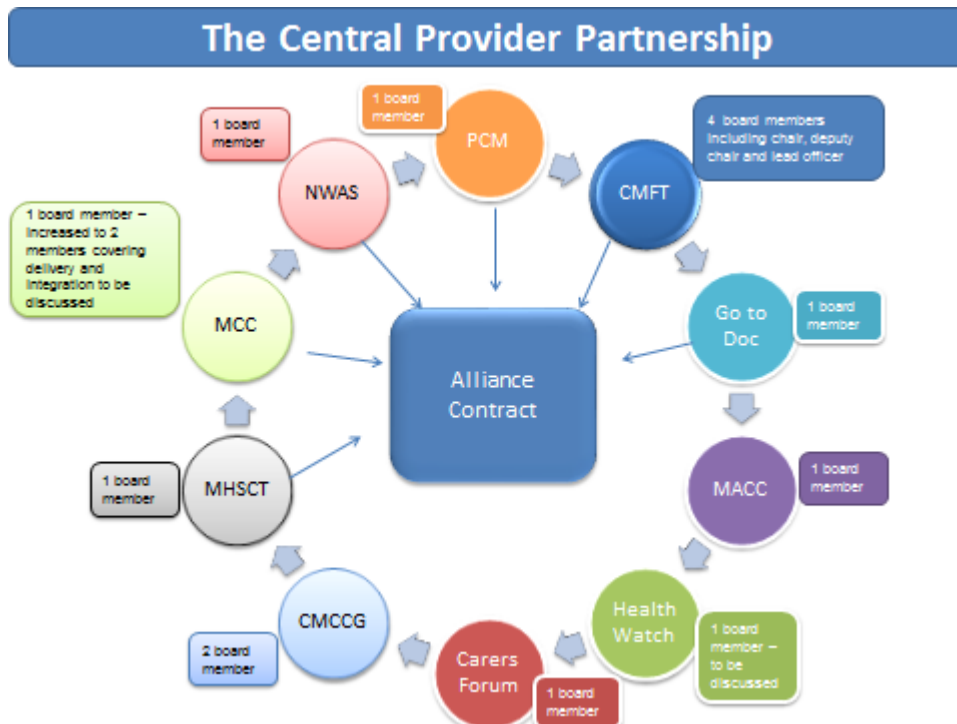 The Central Provider Partnership
1 board
member
PCM
4 board members
including chair, deputy
chair and lead officer
CMFT
1 board
member
NWAS
1 board member –
increased to 2
members covering
delivery and
integration to be
discussed
MCC
Go to
Doc
1 board
member
Alliance
Contract
1 board
member
MHSCT
MACC
1 board
member
CMCCG
2 board
member
Health
Watch
1 board
member –
to be
discussed
Carers
Forum
1 board
member